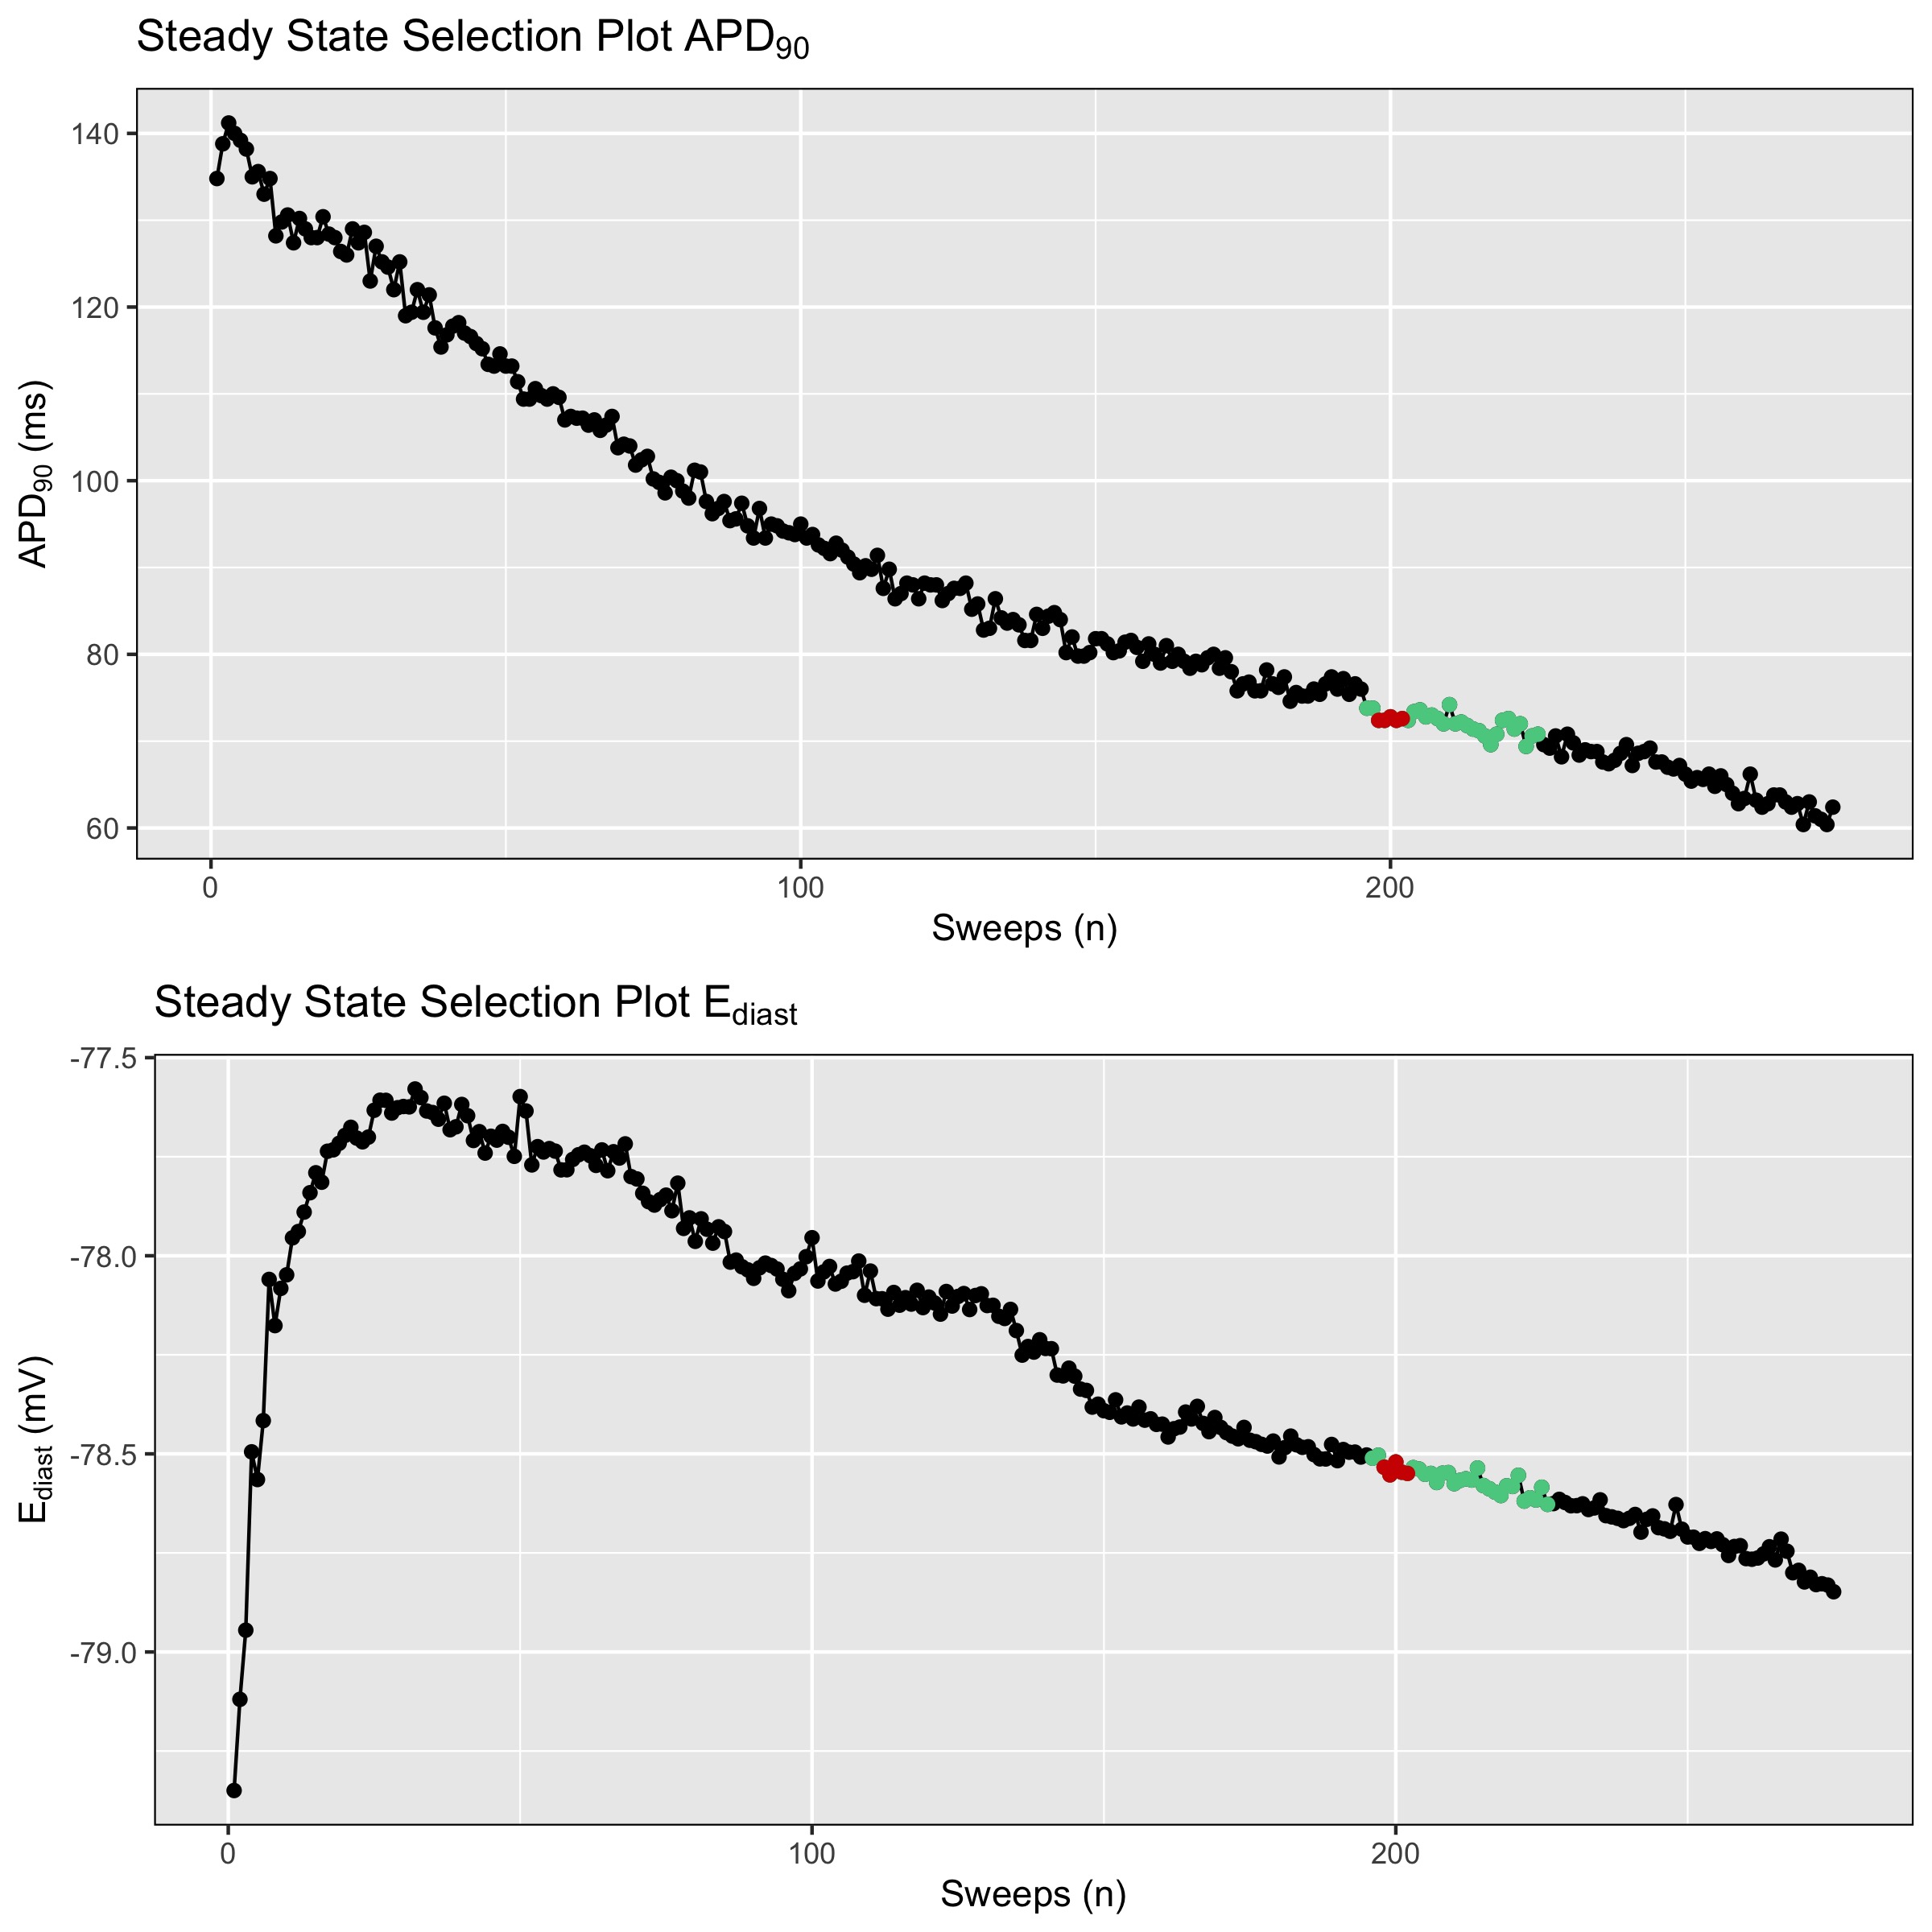 Steady State Selection Plot APD90
140
120
100
80
60
APD90 (ms)
0 100 200
Sweeps (n)
Steady State Selection Plot Ediast
-77.5
-78.0
-78.5
-79.0
Ediast (mV)
0 100 200
Sweeps (n)